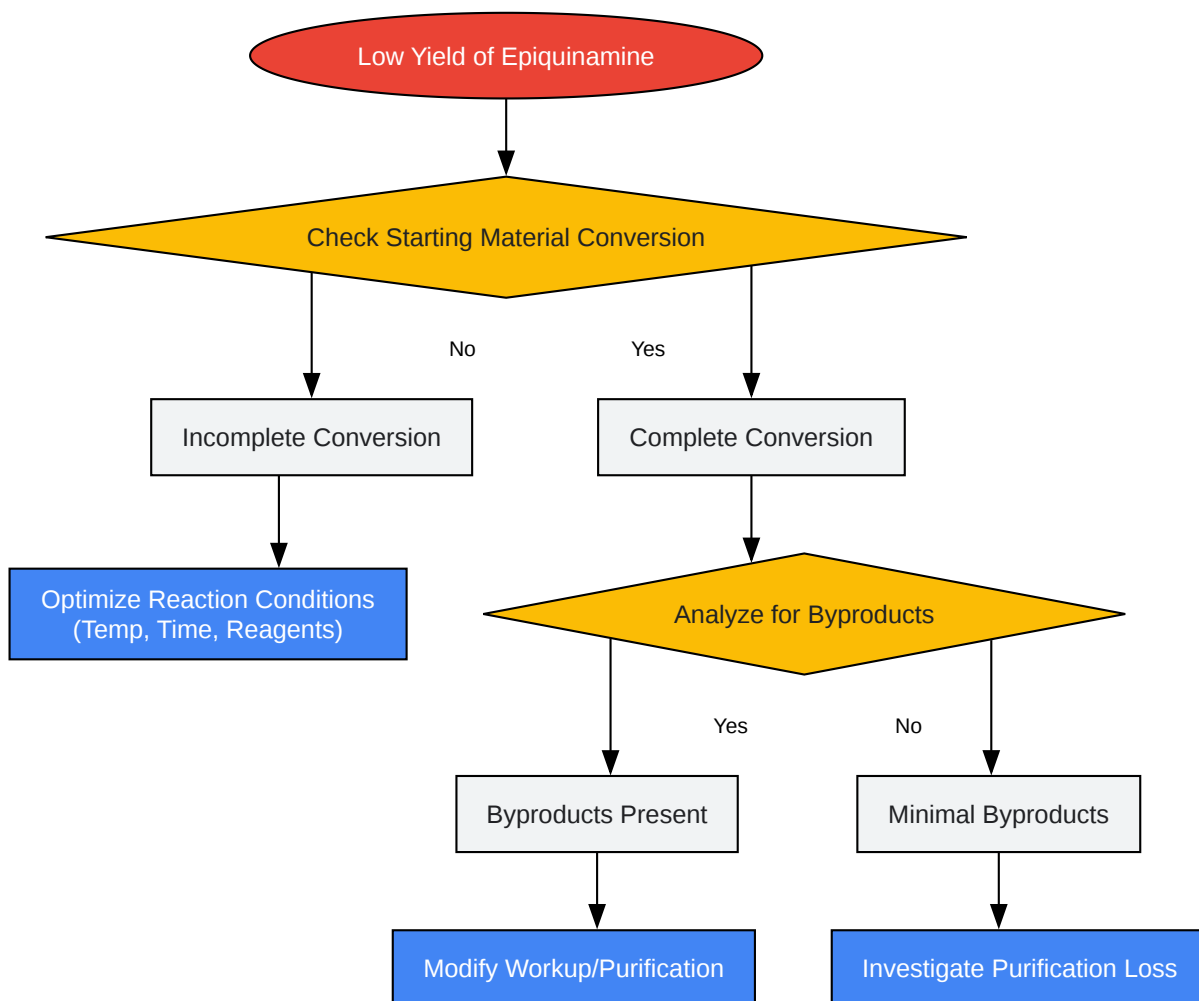 Low Yield of Epiquinamine
Check Starting Material Conversion
No
Yes
Incomplete Conversion
Complete Conversion
Optimize Reaction Conditions
(Temp, Time, Reagents)
Analyze for Byproducts
Yes
No
Byproducts Present
Minimal Byproducts
Modify Workup/Purification
Investigate Purification Loss